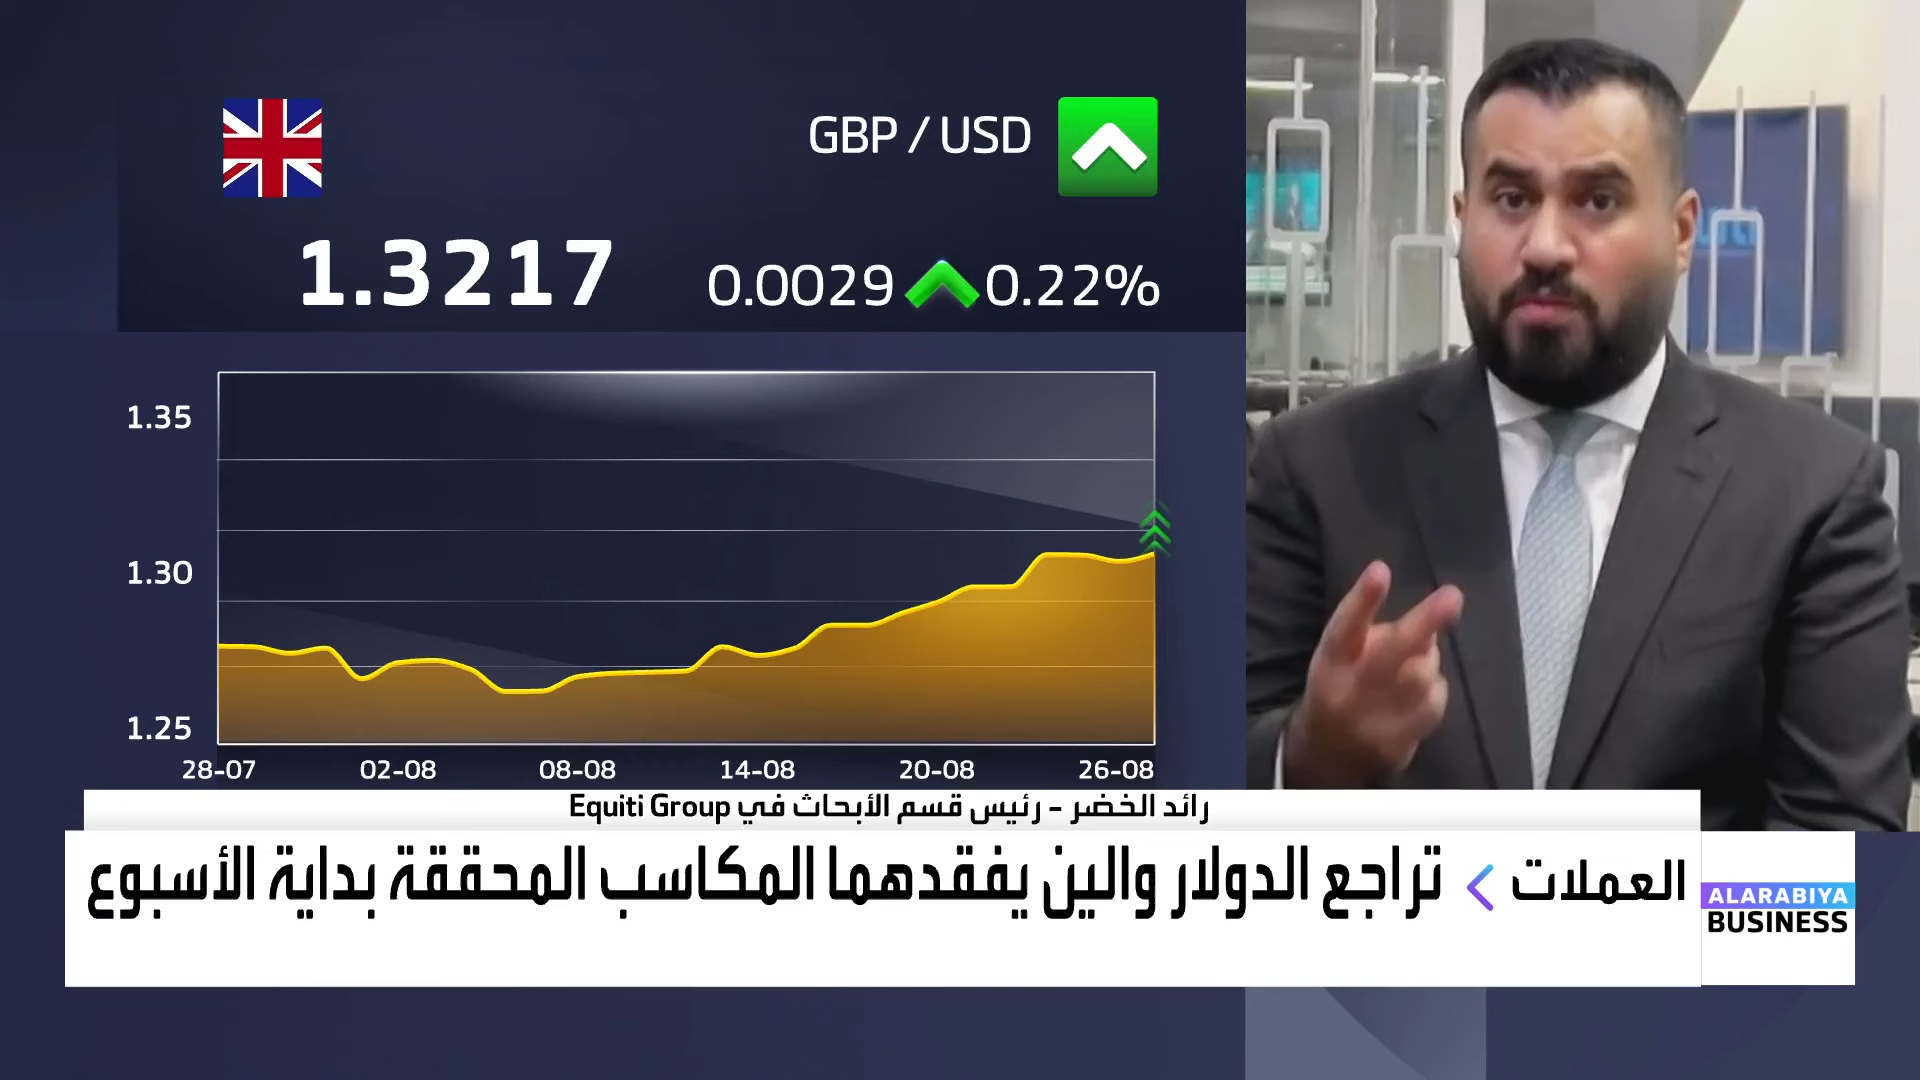 GBP / USD
1.3217 0.0029 0.22%
1.35
1.30
1.25
28-07 02-08 08-08 14-08 20-08 26-08
رائد الخضر - رئيس قسم الأبحاث في Equiti Group
العملات
تراجع الدولار والين يفقدهما المكاسب المحققة بداية الأسبوع
ALARABIYA
BUSINESS